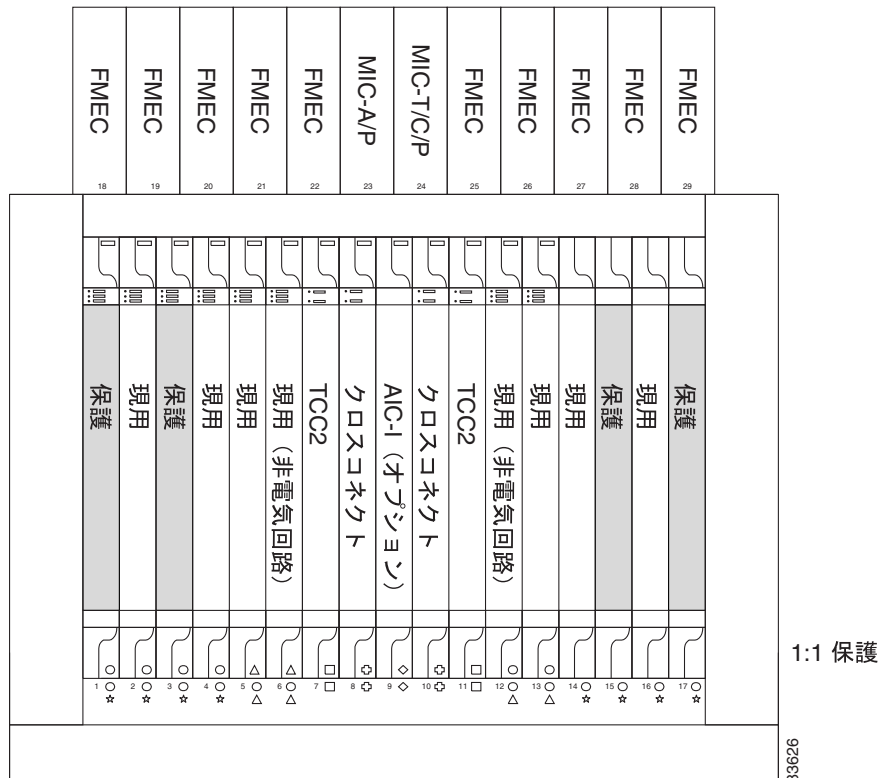 FMEC FMEC FMEC FMEC FMEC MIC-A/P MIC-T/C/P FMEC FMEC FMEC FMEC FMEC
18 19 20 21 22 23 24 25 26 27 28 29
保護
現用
保護
現用
現用
現用（非電気回路）
TCC2
クロスコネクト
AIC-I（オプション）
クロスコネクト
TCC2
現用（非電気回路）
現用
現用
保護
現用
保護
1:1 保護
1 2 3 4 5 6 7 8 9 10 11 12 13 14 15 16 17